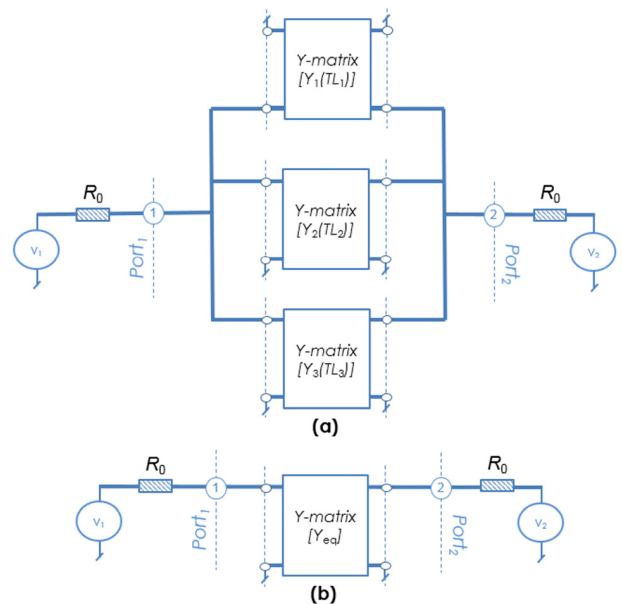 Y-matrix
[Y₁(TL₁)]
R₀
1
Port₁
V₁
Y-matrix
[Y₂(TL₂)]
2
R₀
Port₂
V₂
Y-matrix
[Y₃(TL₃)]
(a)
R₀
1
Port₁
V₁
Y-matrix
[Yeq]
2
R₀
Port₂
V₂
(b)